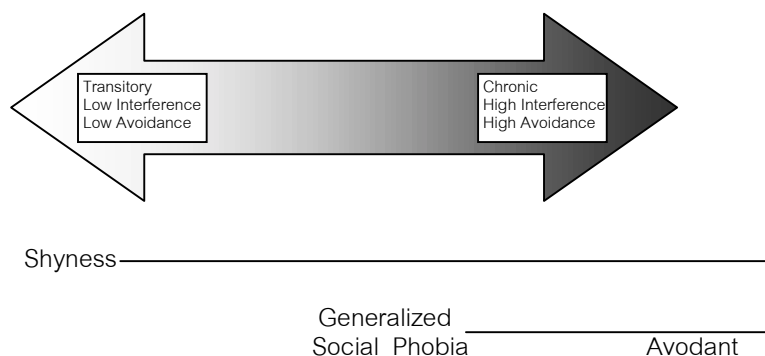 Transitory
Low Interference
Low Avoidance
Chronic
High Interference
High Avoidance
Shyness
Generalized
Social Phobia
Avodant